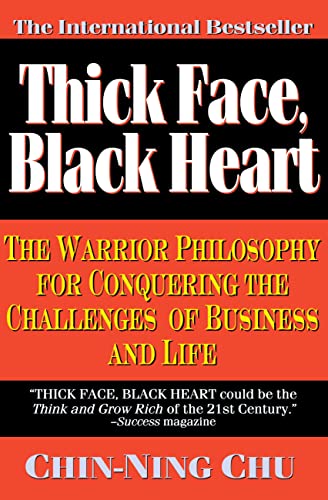 The International Bestseller
Thick Face,
Black Heart
The Warrior Philosophy
for Conquering the
Challenges of Business
and Life
“THICK FACE, BLACK HEART could be the
Think and Grow Rich of the 21st Century.”
–Success magazine
Chin-Ning Chu